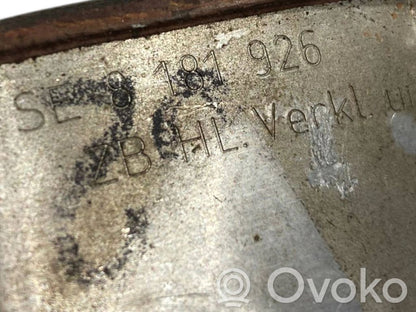 SE 8 181 926
ZB HL. Verkl. u
Ovoko